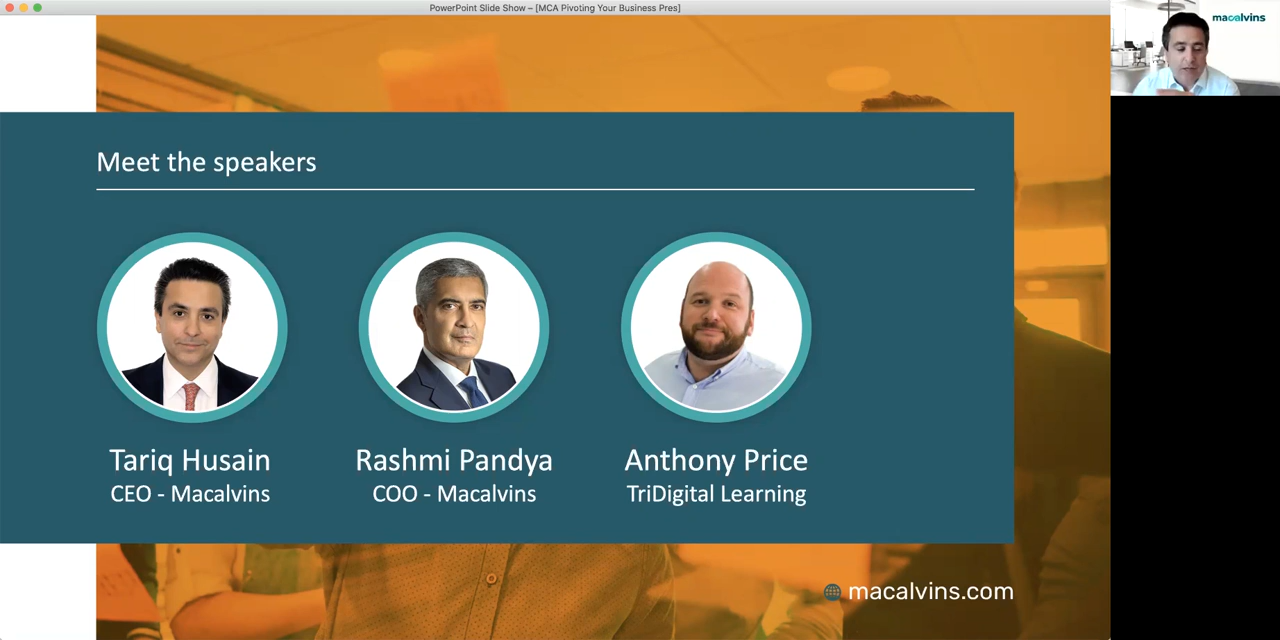 PowerPoint Slide Show – [MCA Pivoting Your Business Pres]
macalvins
Meet the speakers
Tariq Husain
CEO - Macalvins
Rashmi Pandya
COO - Macalvins
Anthony Price
TriDigital Learning
macalvins.com